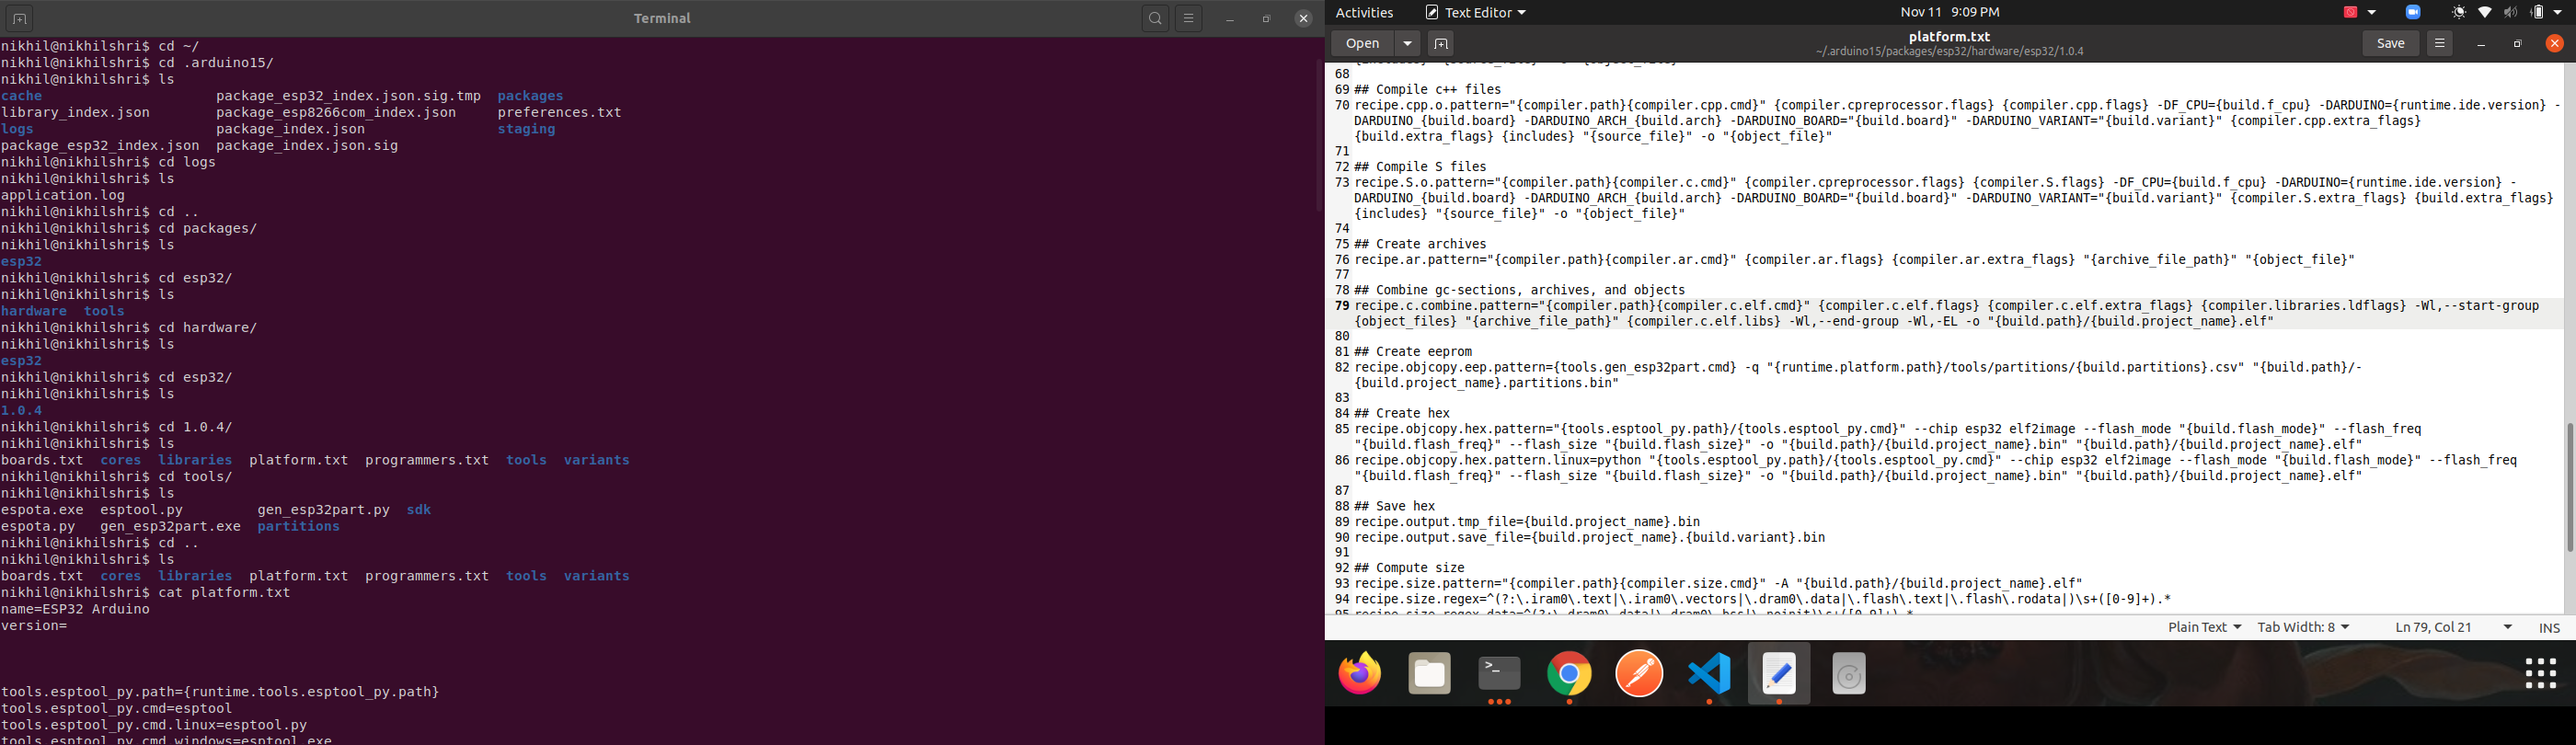 Terminal
nikhil@nikhilshri$ cd ~/
nikhil@nikhilshri$ cd .arduino15/
nikhil@nikhilshri$ ls
cache                     package_esp32_index.json.sig.tmp  packages
library_index.json        package_esp8266com_index.json     preferences.txt
logs                      package_index.json                staging
package_esp32_index.json  package_index.json.sig
nikhil@nikhilshri$ cd logs
nikhil@nikhilshri$ ls
application.log
nikhil@nikhilshri$ cd ..
nikhil@nikhilshri$ cd packages/
nikhil@nikhilshri$ ls
esp32
nikhil@nikhilshri$ cd esp32/
nikhil@nikhilshri$ ls
hardware  tools
nikhil@nikhilshri$ cd hardware/
nikhil@nikhilshri$ ls
esp32
nikhil@nikhilshri$ cd esp32/
nikhil@nikhilshri$ ls
1.0.4
nikhil@nikhilshri$ cd 1.0.4/
nikhil@nikhilshri$ ls
boards.txt  cores  libraries  platform.txt  programmers.txt  tools  variants
nikhil@nikhilshri$ cd tools/
nikhil@nikhilshri$ ls
espota.exe  esptool.py         gen_esp32part.py  sdk
espota.py   gen_esp32part.exe  partitions
nikhil@nikhilshri$ cd ..
nikhil@nikhilshri$ ls
boards.txt  cores  libraries  platform.txt  programmers.txt  tools  variants
nikhil@nikhilshri$ cat platform.txt
name=ESP32 Arduino
version=
tools.esptool_py.path={runtime.tools.esptool_py.path}
tools.esptool_py.cmd=esptool
tools.esptool_py.cmd.linux=esptool.py
tools.esptool_py.cmd.windows=esptool.exe
Activities Text Editor Nov 11 9:09 PM
Open platform.txt Save
~/.arduino15/packages/esp32/hardware/esp32/1.0.4
68
69 ## Compile c++ files
70 recipe.cpp.o.pattern="{compiler.path}{compiler.cpp.cmd}" {compiler.cpreprocessor.flags} {compiler.cpp.flags} -DF_CPU={build.f_cpu} -DARDUINO={runtime.ide.version} -
DARDUINO_{build.board} -DARDUINO_ARCH_{build.arch} -DARDUINO_BOARD="{build.board}" -DARDUINO_VARIANT="{build.variant}" {compiler.cpp.extra_flags}
{build.extra_flags} {includes} "{source_file}" -o "{object_file}"
71
72 ## Compile S files
73 recipe.S.o.pattern="{compiler.path}{compiler.c.cmd}" {compiler.cpreprocessor.flags} {compiler.S.flags} -DF_CPU={build.f_cpu} -DARDUINO={runtime.ide.version} -
DARDUINO_{build.board} -DARDUINO_ARCH_{build.arch} -DARDUINO_BOARD="{build.board}" -DARDUINO_VARIANT="{build.variant}" {compiler.S.extra_flags} {build.extra_flags}
{includes} "{source_file}" -o "{object_file}"
74
75 ## Create archives
76 recipe.ar.pattern="{compiler.path}{compiler.ar.cmd}" {compiler.ar.flags} {compiler.ar.extra_flags} "{archive_file_path}" "{object_file}"
77
78 ## Combine gc-sections, archives, and objects
79 recipe.c.combine.pattern="{compiler.path}{compiler.c.elf.cmd}" {compiler.c.elf.flags} {compiler.c.elf.extra_flags} {compiler.libraries.ldflags} -Wl,--start-group
{object_files} "{archive_file_path}" {compiler.c.elf.libs} -Wl,--end-group -Wl,-EL -o "{build.path}/{build.project_name}.elf"
80
81 ## Create eeprom
82 recipe.objcopy.eep.pattern={tools.gen_esp32part.cmd} -q "{runtime.platform.path}/tools/partitions/{build.partitions}.csv" "{build.path}/-
{build.project_name}.partitions.bin"
83
84 ## Create hex
85 recipe.objcopy.hex.pattern="{tools.esptool_py.path}/{tools.esptool_py.cmd}" --chip esp32 elf2image --flash_mode "{build.flash_mode}" --flash_freq
"{build.flash_freq}" --flash_size "{build.flash_size}" -o "{build.path}/{build.project_name}.bin" "{build.path}/{build.project_name}.elf"
86 recipe.objcopy.hex.pattern.linux=python "{tools.esptool_py.path}/{tools.esptool_py.cmd}" --chip esp32 elf2image --flash_mode "{build.flash_mode}" --flash_freq
"{build.flash_freq}" --flash_size "{build.flash_size}" -o "{build.path}/{build.project_name}.bin" "{build.path}/{build.project_name}.elf"
87
88 ## Save hex
89 recipe.output.tmp_file={build.project_name}.bin
90 recipe.output.save_file={build.project_name}.{build.variant}.bin
91
92 ## Compute size
93 recipe.size.pattern="{compiler.path}{compiler.size.cmd}" -A "{build.path}/{build.project_name}.elf"
94 recipe.size.regex=^(?:\.iram0\.text|\.iram0\.vectors|\.dram0\.data|\.flash\.text|\.flash\.rodata|)\s+([0-9]+).*
Plain Text Tab Width: 8 Ln 79, Col 21 INS